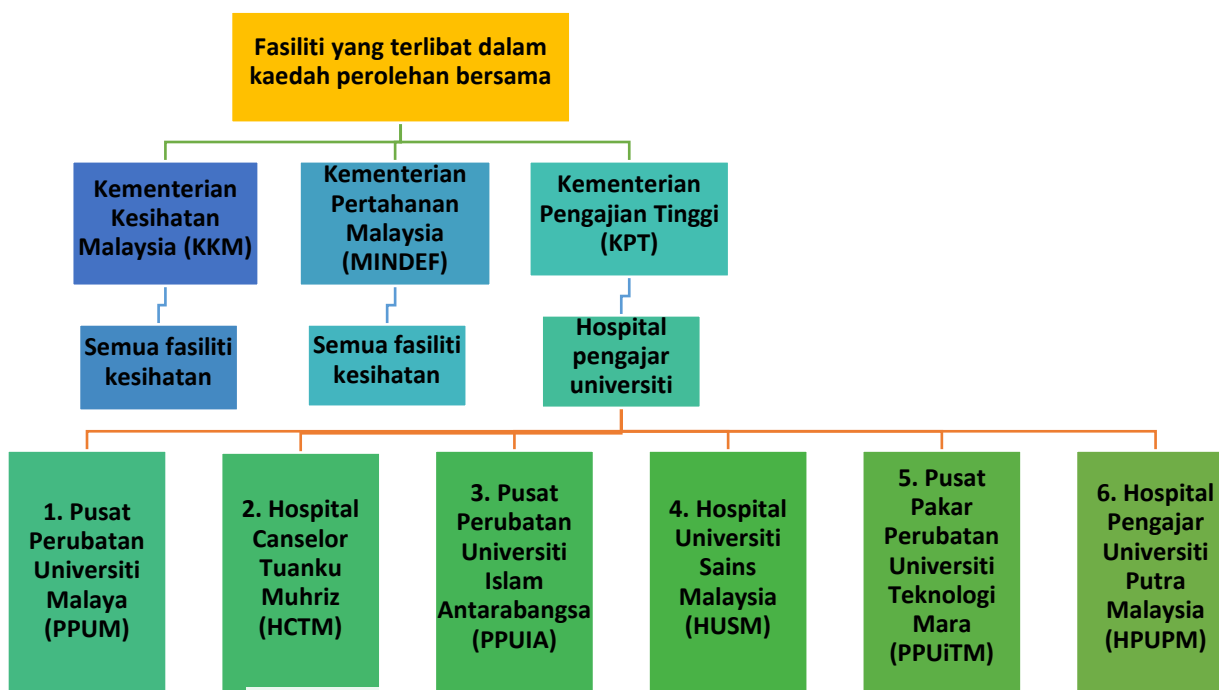 Fasiliti yang terlibat dalam
kaedah perolehan bersama
Kementerian
Kesihatan
Malaysia (KKM)
Kementerian
Pertahanan
Malaysia
(MINDEF)
Kementerian
Pengajian Tinggi
(KPT)
Semua fasiliti
kesihatan
Semua fasiliti
kesihatan
Hospital
pengajar
universiti
1. Pusat
Perubatan
Universiti
Malaya
(PPUM)
2. Hospital
Canselor
Tuanku
Muhriz
(HCTM)
3. Pusat
Perubatan
Universiti
Islam
Antarabangsa
(PPUIA)
4. Hospital
Universiti
Sains
Malaysia
(HUSM)
5. Pusat
Pakar
Perubatan
Universiti
Teknologi
Mara
(PPUiTM)
6. Hospital
Pengajar
Universiti
Putra
Malaysia
(HPUPM)